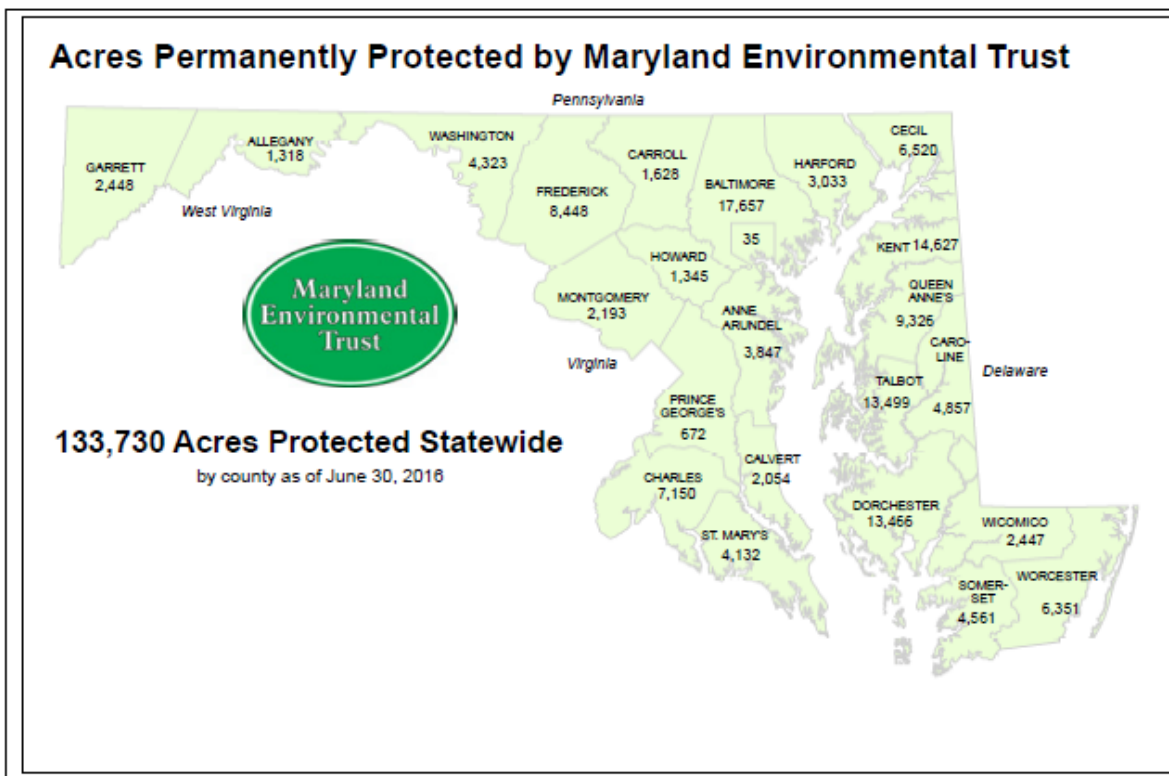 Acres Permanently Protected by Maryland Environmental Trust
Pennsylvania
GARRETT
2,448
ALLEGANY
1,318
WASHINGTON
4,323
FREDERICK
8,448
CARROLL
1,628
BALTIMORE
17,657
35
HARFORD
3,033
CECIL
6,520
West Virginia
KENT 14,627
HOWARD
1,345
QUEEN
ANNE'S
9,326
MONTGOMERY
2,193
ANNE
ARUNDEL
3,847
Maryland
Environmental
Trust
Virginia
CARO-
LINE
4,857
Delaware
TALBOT
13,499
PRINCE
GEORGE'S
672
133,730 Acres Protected Statewide
by county as of June 30, 2016
CALVERT
2,054
CHARLES
7,150
DORCHESTER
13,466
ST. MARY'S
4,132
WICOMICO
2,447
SOMER-
SET
4,561
WORCESTER
6,351